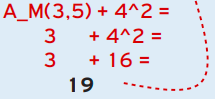 A_M(3,5) + 4^2 =
3 + 4^2 =
3 + 16 =
19